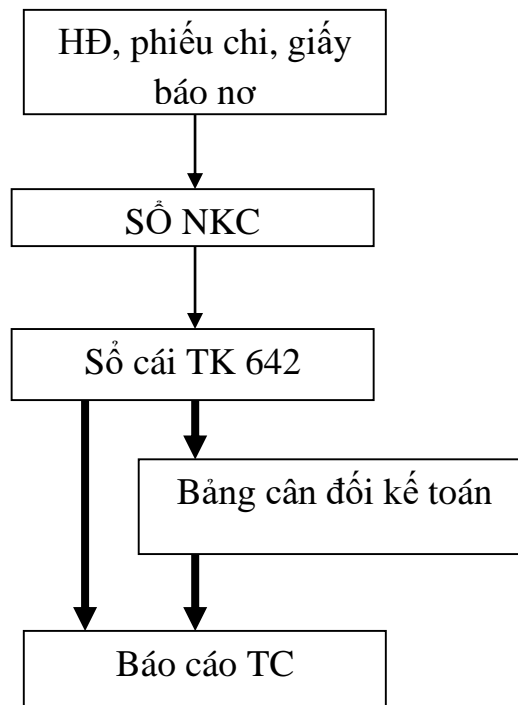 HĐ, phiếu chi, giấy
báo nơ
SỔ NKC
Sổ cái TK 642
Bảng cân đối kế toán
Báo cáo TC